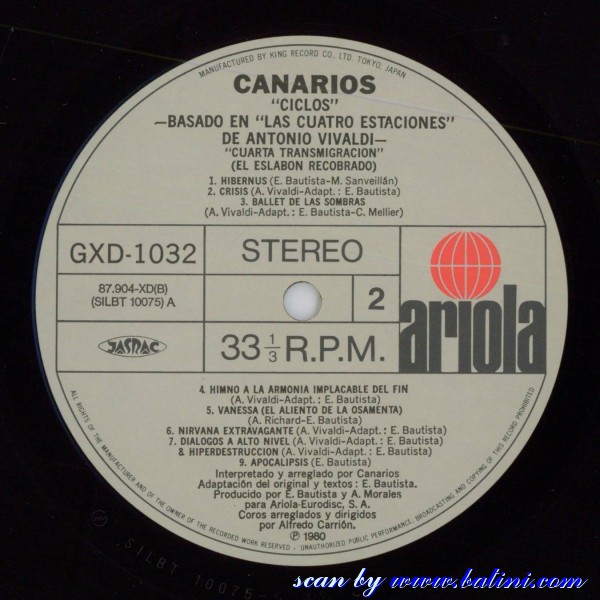 MANUFACTURED BY KING RECORD CO., LTD. TOKYO, JAPAN
CANARIOS
"CICLOS"
—BASADO EN "LAS CUATRO ESTACIONES"
DE ANTONIO VIVALDI—
"CUARTA TRANSMIGRACION"
(EL ESLABON RECOBRADO)
1. HIBERNUS (E. Bautista-M. Sanveillán)
2. CRISIS (A. Vivaldi-Adapt. : E. Bautista)
3. BALLET DE LAS SOMBRAS
(A. Vivaldi-Adapt. : E. Bautista-C. Mellier)
GXD-1032
STEREO
87.904-XD(B)
(SILBT 10075) A
2
ariola
JASRAC
33 1/3 R.P.M.
4. HIMNO A LA ARMONIA IMPLACABLE DEL FIN
(A. Vivaldi-Adapt. : E. Bautista)
5. VANESSA (EL ALIENTO DE LA OSAMENTA)
(A. Richard-E. Bautista)
6. NIRVANA EXTRAVAGANTE (A. Vivaldi-Adapt. : E. Bautista)
7. DIALOGOS A ALTO NIVEL (A. Vivaldi-Adapt. : E. Bautista)
8 HIPERDESTRUCCION (A. Vivaldi-Adapt. : E. Bautista)
9. APOCALIPSIS (E. Bautista)
Interpretado y arreglado por Canarios
Adaptación del original y textos : E. Bautista.
Producido por E. Bautista y A. Morales
para Ariola-Eurodisc, S. A.
Coros arreglados y dirigidos
por Alfredo Carrión.
Ⓟ 1980
ALL RIGHTS OF THE MANUFACTURER AND OF THE OWNER OF THE RECORDED WORK RESERVED · UNAUTHORIZED PUBLIC PERFORMANCE, BROADCASTING AND COPYING OF THIS RECORD PROHIBITED
SILBT 10075
scan by www.balini.com